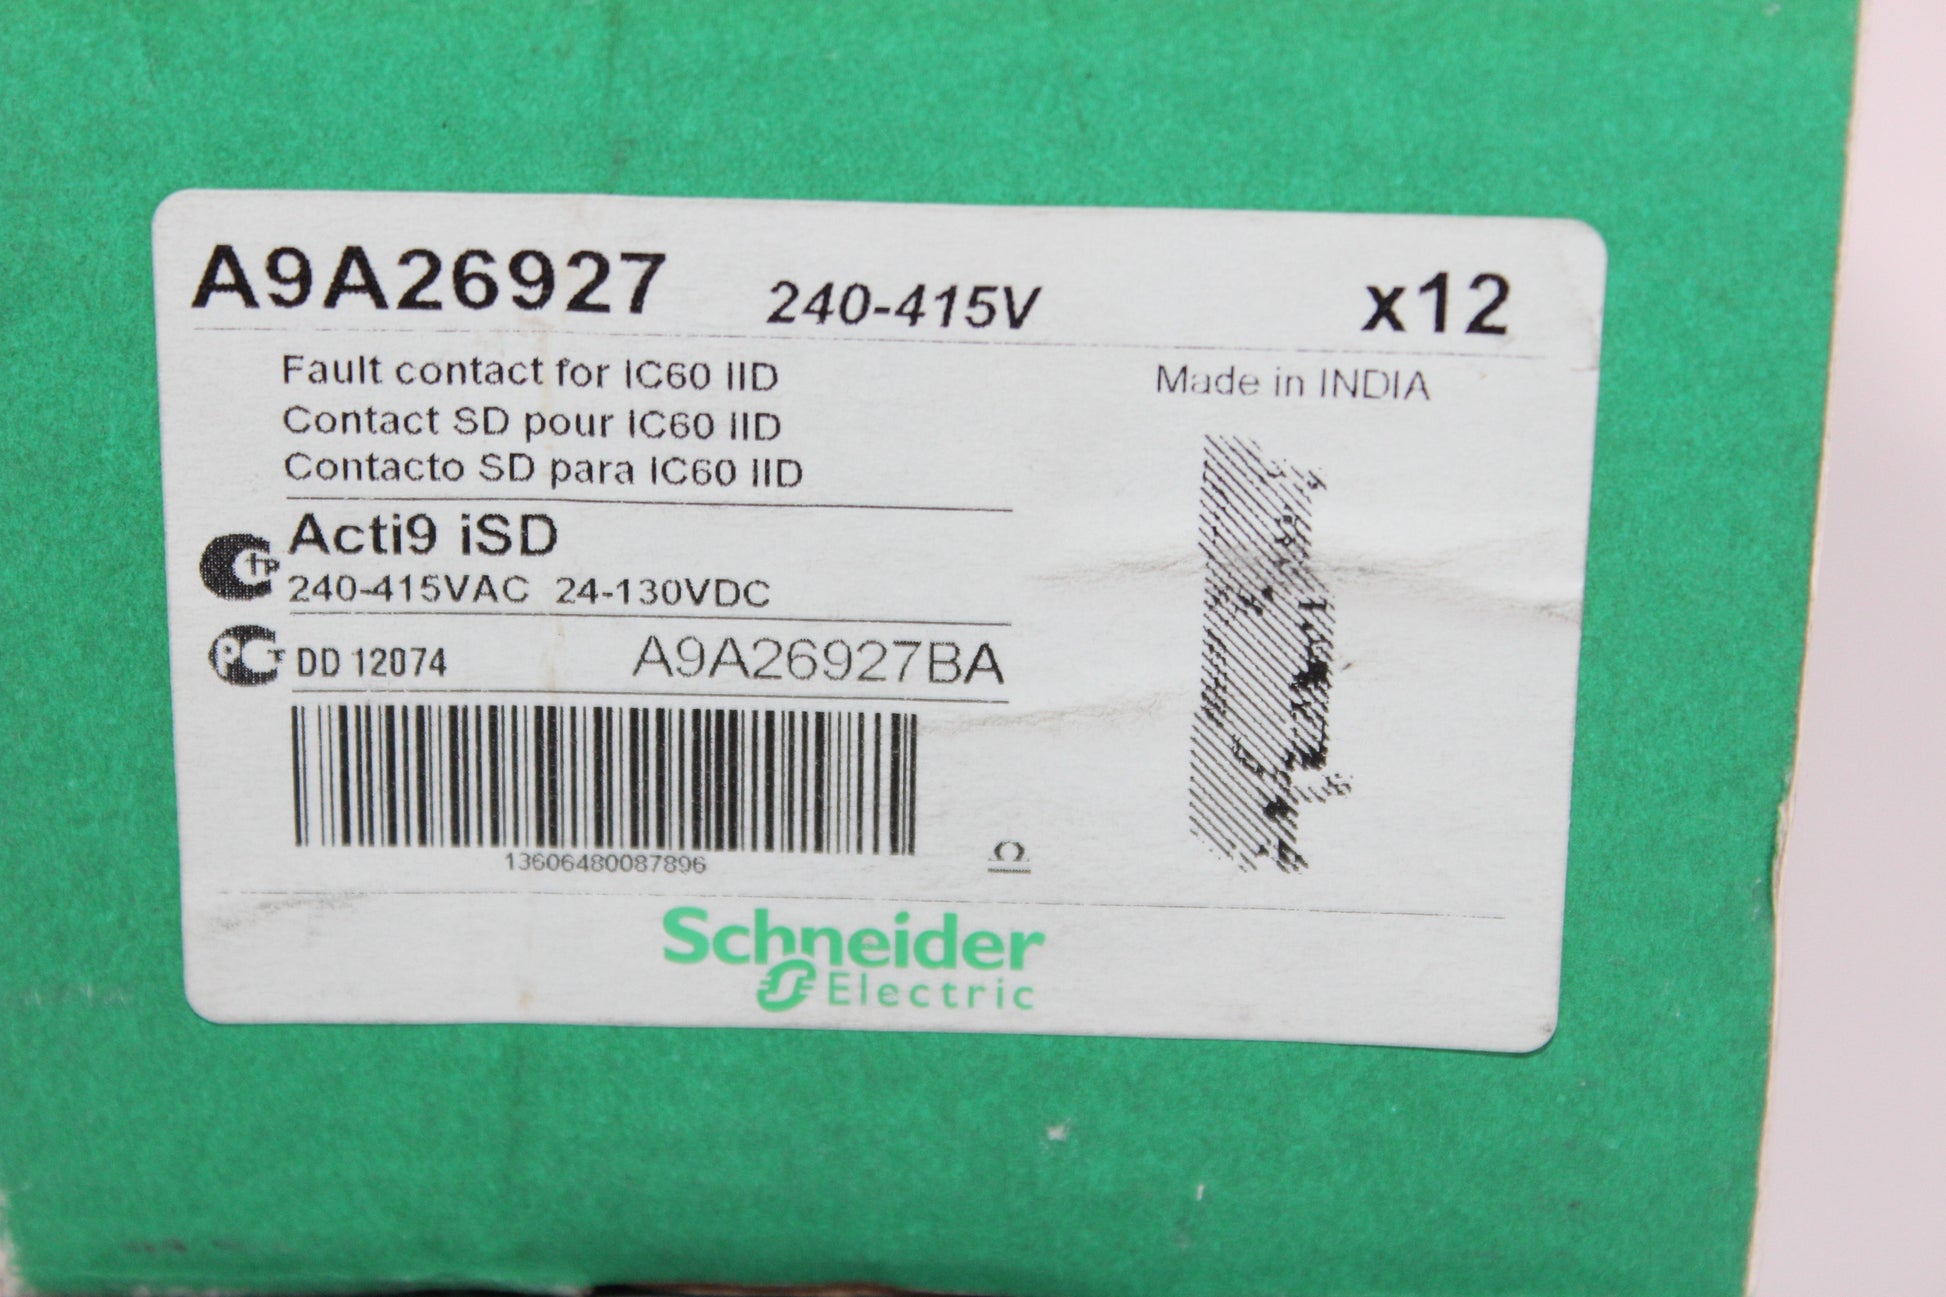 A9A26927 240-415V x12
Fault contact for IC60 IID Made in INDIA
Contact SD pour IC60 IID
Contacto SD para IC60 IID
Acti9 iSD
240-415VAC 24-130VDC
DD 12074 A9A26927BA
13606480087896
Schneider
Electric